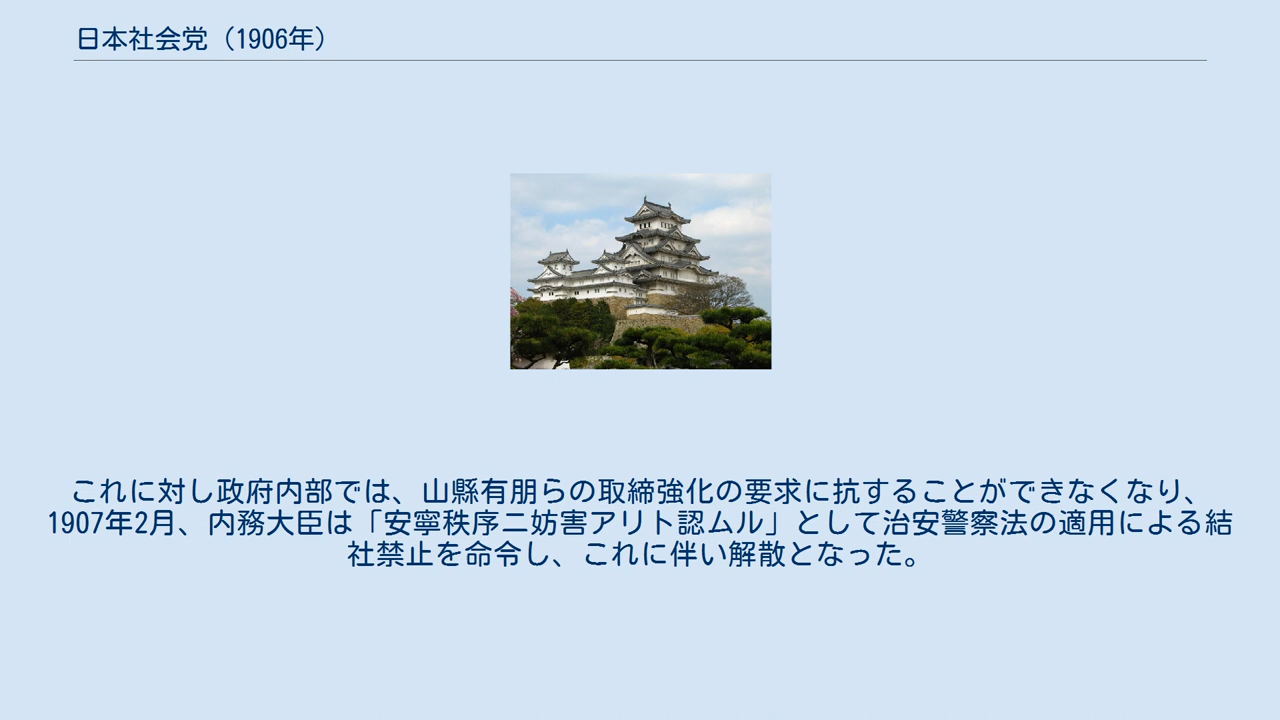 日本社会党（1906年）
これに対し政府内部では、山縣有朋らの取締強化の要求に抗することができなくなり、
1907年2月、内務大臣は「安寧秩序ニ妨害アリト認ムル」として治安警察法の適用による結
社禁止を命令し、これに伴い解散となった。